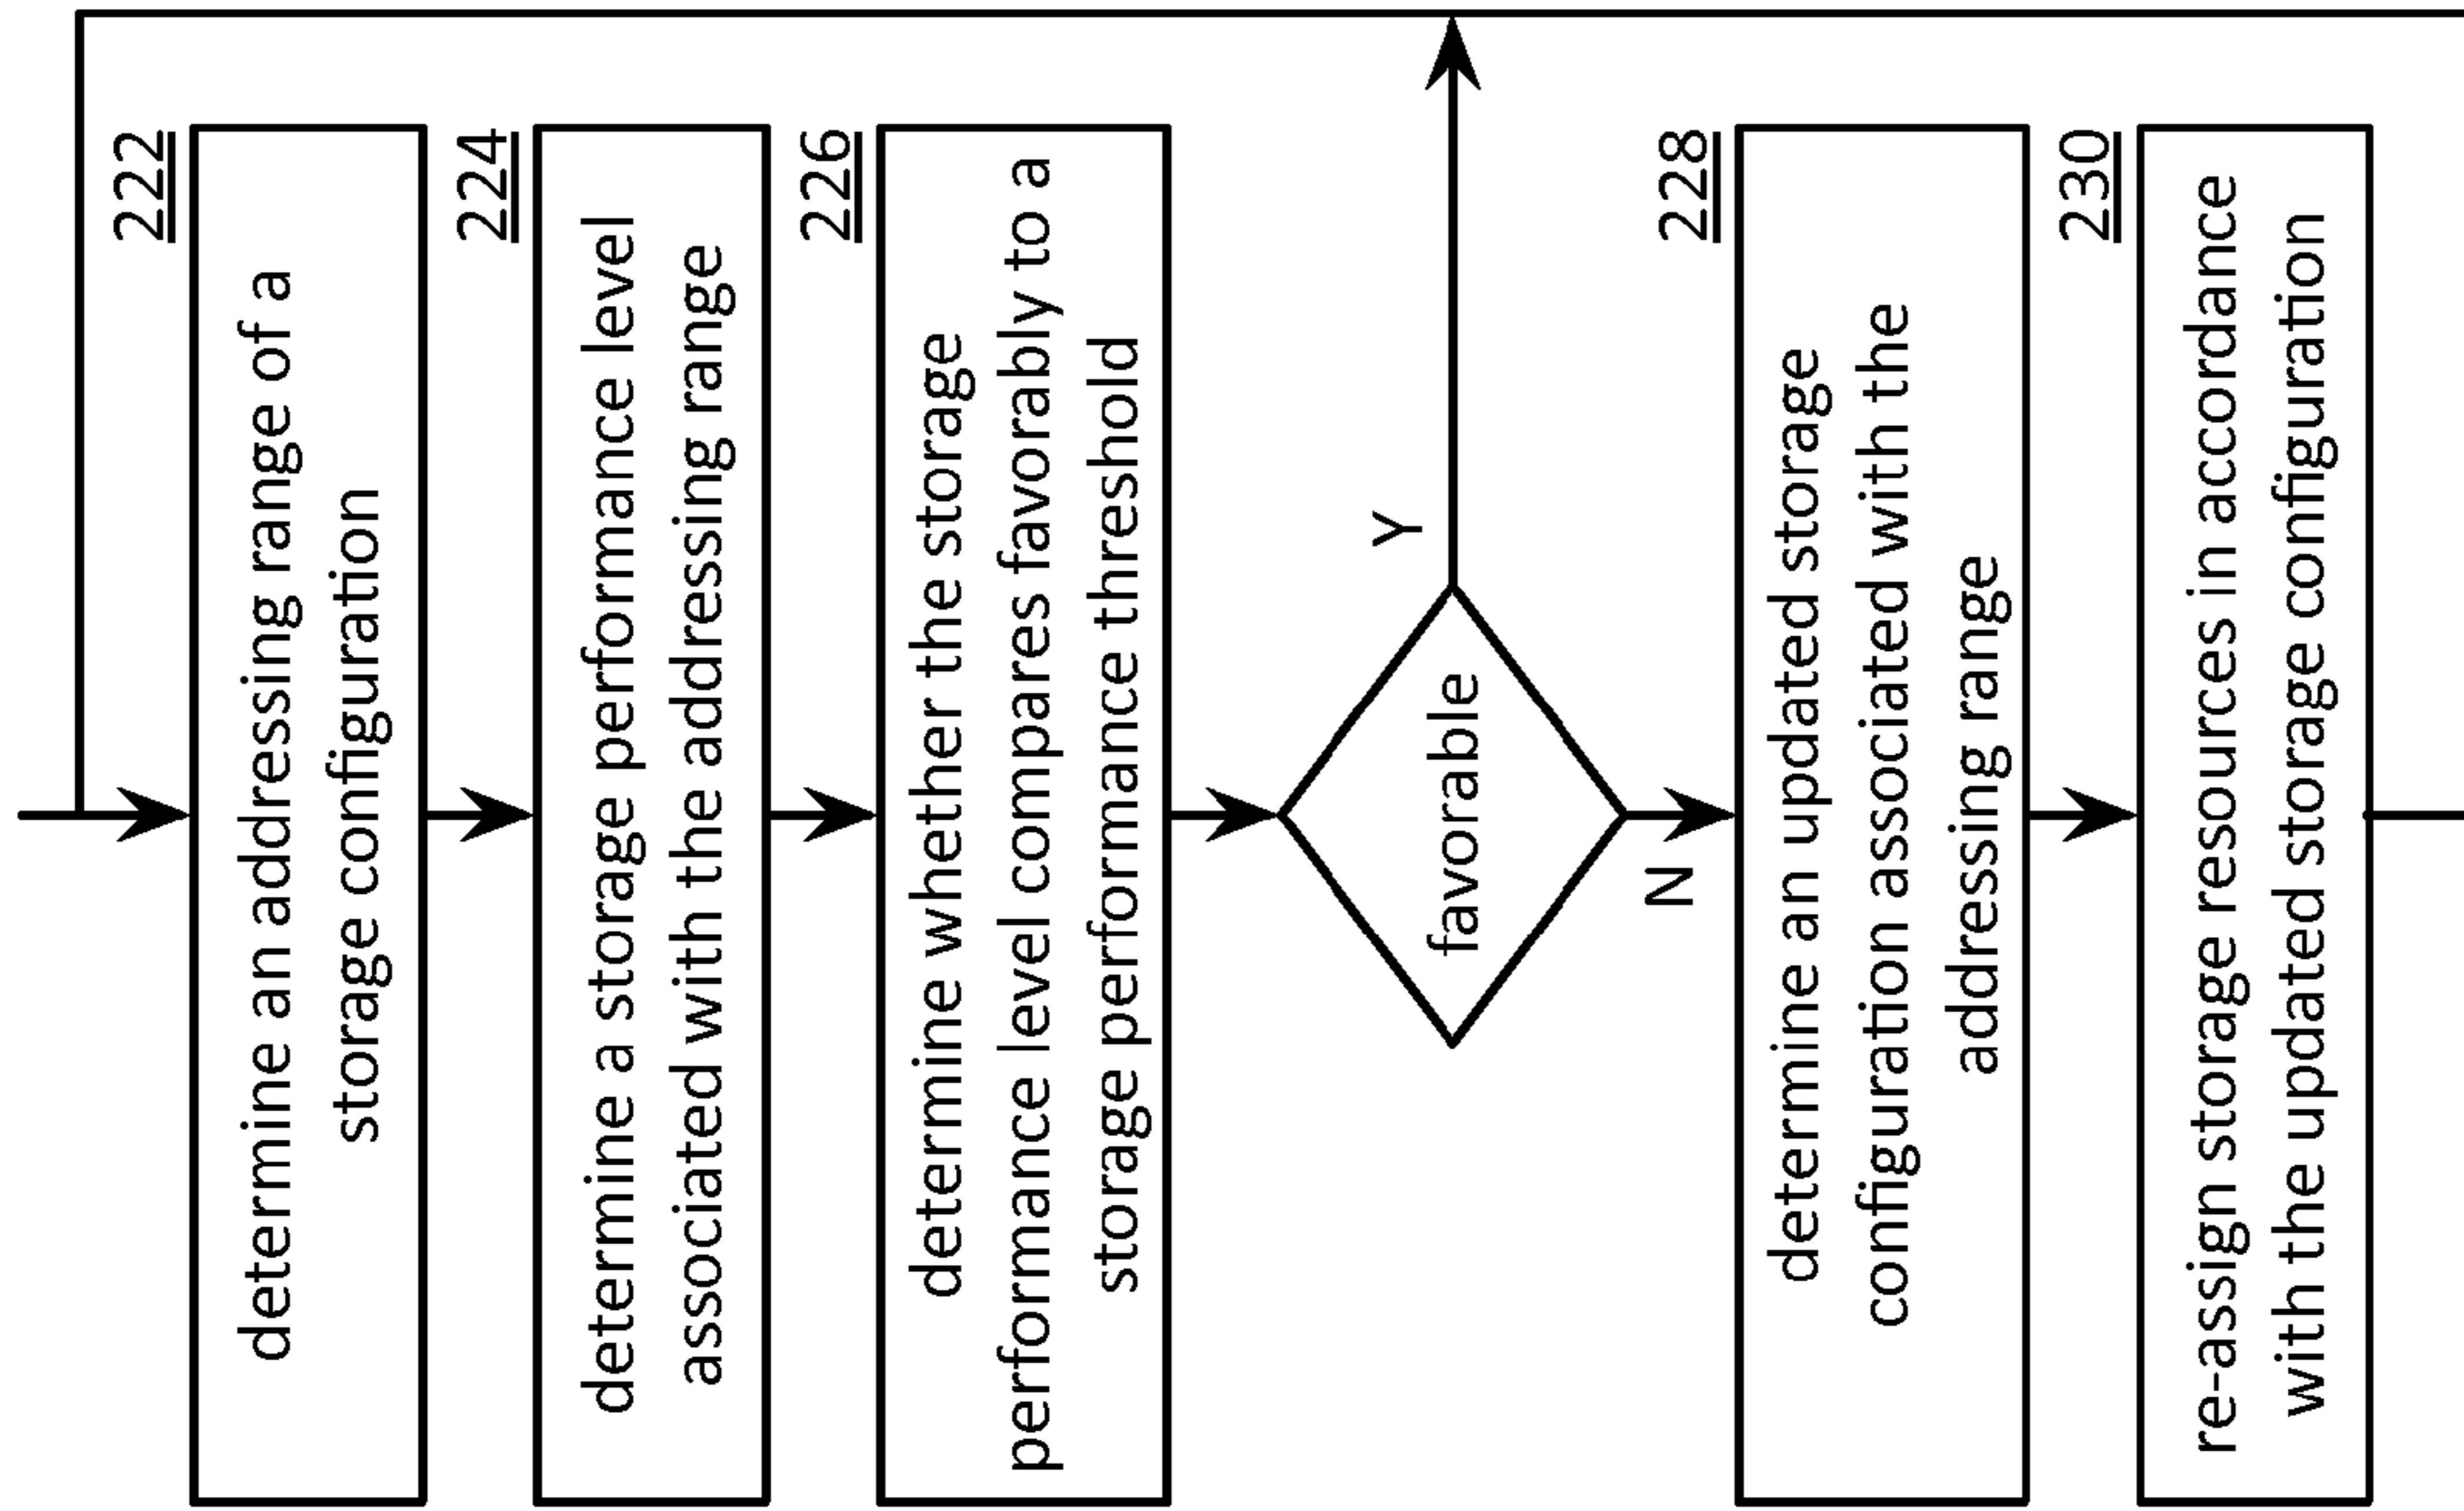 222
determine an addressing range of a
storage configuration
224
determine a storage performance level
associated with the addressing range
226
determine whether the storage
performance level compares favorably to a
storage performance threshold
favorable
Y
N
228
determine an updated storage
configuration associated with the
addressing range
230
re-assign storage resources in accordance
with the updated storage configuration